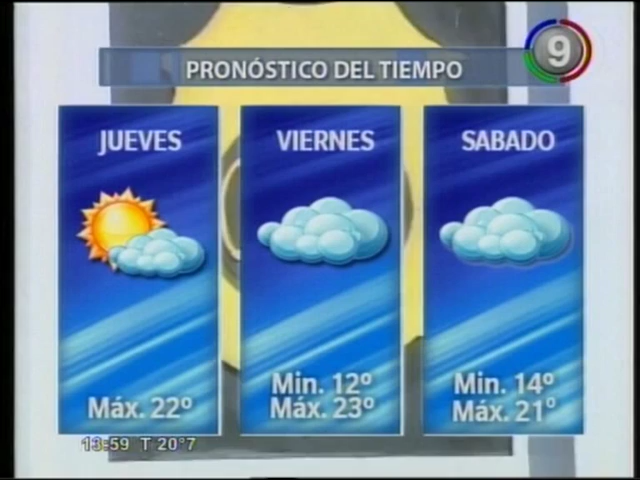 9
PRONÓSTICO DEL TIEMPO
JUEVES
Máx. 22º
VIERNES
Min. 12º
Máx. 23º
SABADO
Min. 14º
Máx. 21°
13:59 T 20°7